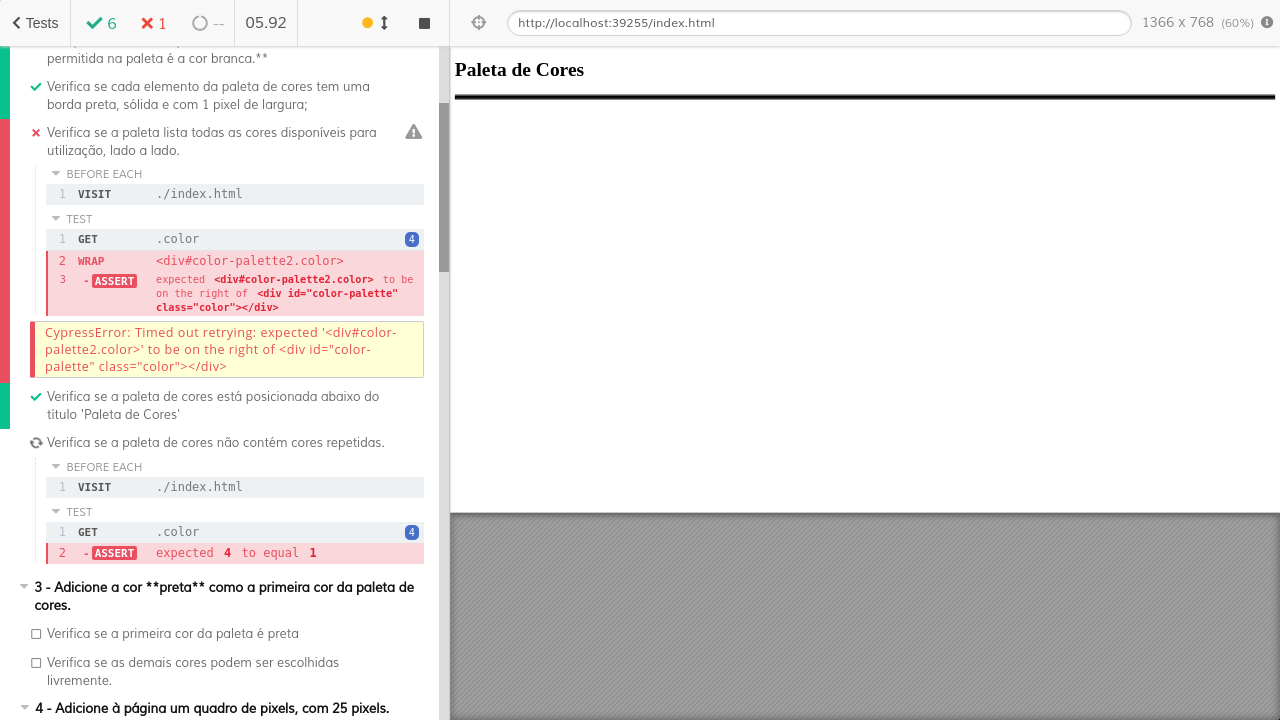 Tests
6
1
--
05.92
http://localhost:39255/index.html
1366 x 768 (60%)
permitida na paleta é a cor branca.**
Verifica se cada elemento da paleta de cores tem uma
borda preta, sólida e com 1 pixel de largura;
Verifica se a paleta lista todas as cores disponíveis para
utilização, lado a lado.
BEFORE EACH
1 VISIT ./index.html
TEST
1 GET .color 4
2 WRAP <div#color-palette2.color>
3 - ASSERT expected <div#color-palette2.color> to be
on the right of <div id="color-palette"
class="color"></div>
CypressError: Timed out retrying: expected '<div#color-
palette2.color>' to be on the right of <div id="color-
palette" class="color"></div>
Verifica se a paleta de cores está posicionada abaixo do
título 'Paleta de Cores'
Verifica se a paleta de cores não contém cores repetidas.
BEFORE EACH
1 VISIT ./index.html
TEST
1 GET .color 4
2 - ASSERT expected 4 to equal 1
3 - Adicione a cor **preta** como a primeira cor da paleta de
cores.
Verifica se a primeira cor da paleta é preta
Verifica se as demais cores podem ser escolhidas
livremente.
4 - Adicione à página um quadro de pixels, com 25 pixels.
Paleta de Cores